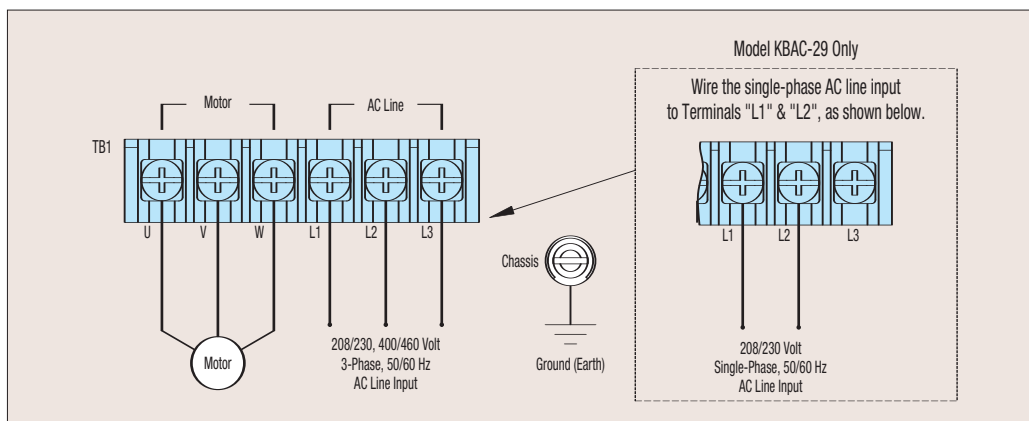 Model KBAC-29 Only
Wire the single-phase AC line input
to Terminals "L1" & "L2", as shown below.
Motor
AC Line
TB1
U
V
W
L1
L2
L3
L1
L2
L3
Chassis
Motor
208/230, 400/460 Volt
3-Phase, 50/60 Hz
AC Line Input
Ground (Earth)
208/230 Volt
Single-Phase, 50/60 Hz
AC Line Input